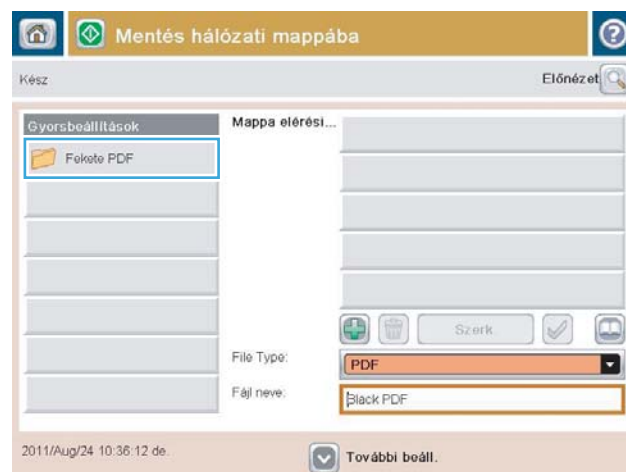 Mentés hálózati mappába
Kész
Előnézet
Gyorsbeállítások
Fekete PDF
Mappa elérési...
Szerk
File Type:
PDF
Fájl neve:
Black PDF
2011/Aug/24 10:36:12 de.
További beáll.